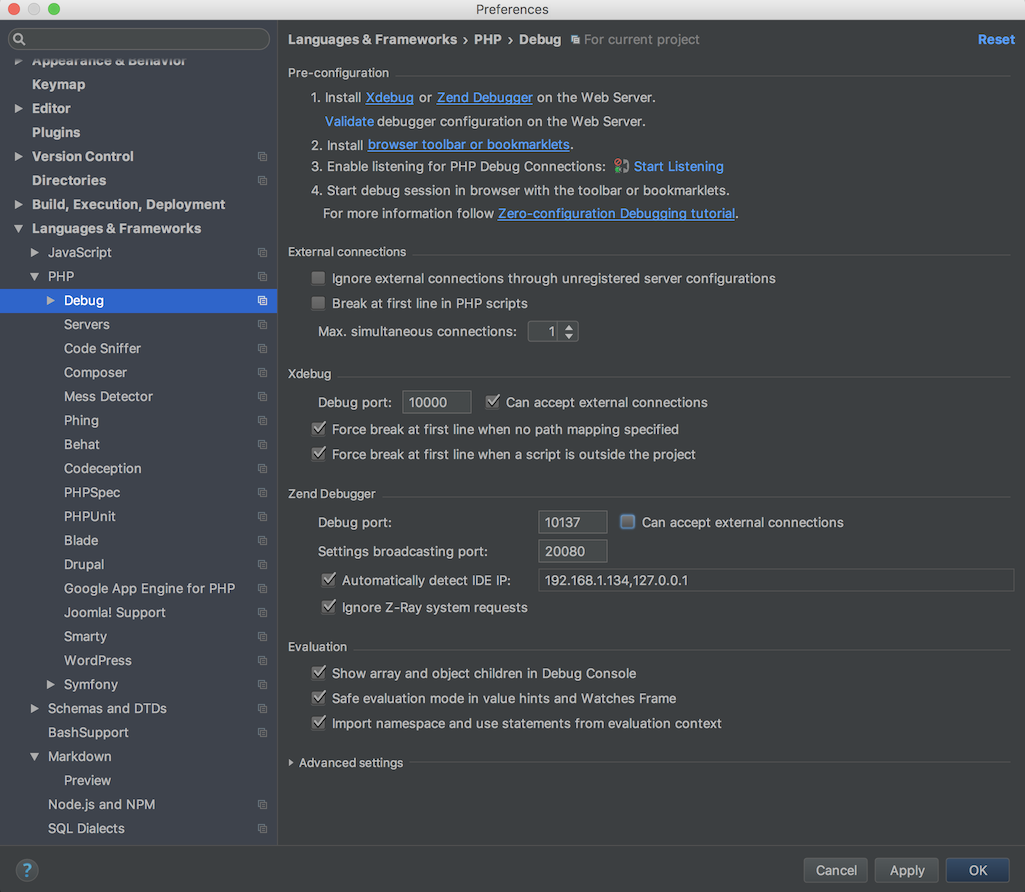 Preferences
Appearance & Behavior
Keymap
Editor
Plugins
Version Control
Directories
Build, Execution, Deployment
Languages & Frameworks
JavaScript
PHP
Debug
Servers
Code Sniffer
Composer
Mess Detector
Phing
Behat
Codeception
PHPSpec
PHPUnit
Blade
Drupal
Google App Engine for PHP
Joomla! Support
Smarty
WordPress
Symfony
Schemas and DTDs
BashSupport
Markdown
Preview
Node.js and NPM
SQL Dialects
Languages & Frameworks › PHP › Debug For current project Reset
Pre-configuration
1. Install Xdebug or Zend Debugger on the Web Server.
Validate debugger configuration on the Web Server.
2. Install browser toolbar or bookmarklets.
3. Enable listening for PHP Debug Connections: Start Listening
4. Start debug session in browser with the toolbar or bookmarklets.
For more information follow Zero-configuration Debugging tutorial.
External connections
Ignore external connections through unregistered server configurations
Break at first line in PHP scripts
Max. simultaneous connections: 1
Xdebug
Debug port: 10000 Can accept external connections
Force break at first line when no path mapping specified
Force break at first line when a script is outside the project
Zend Debugger
Debug port: 10137 Can accept external connections
Settings broadcasting port: 20080
Automatically detect IDE IP: 192.168.1.134,127.0.0.1
Ignore Z-Ray system requests
Evaluation
Show array and object children in Debug Console
Safe evaluation mode in value hints and Watches Frame
Import namespace and use statements from evaluation context
Advanced settings
? Cancel Apply OK